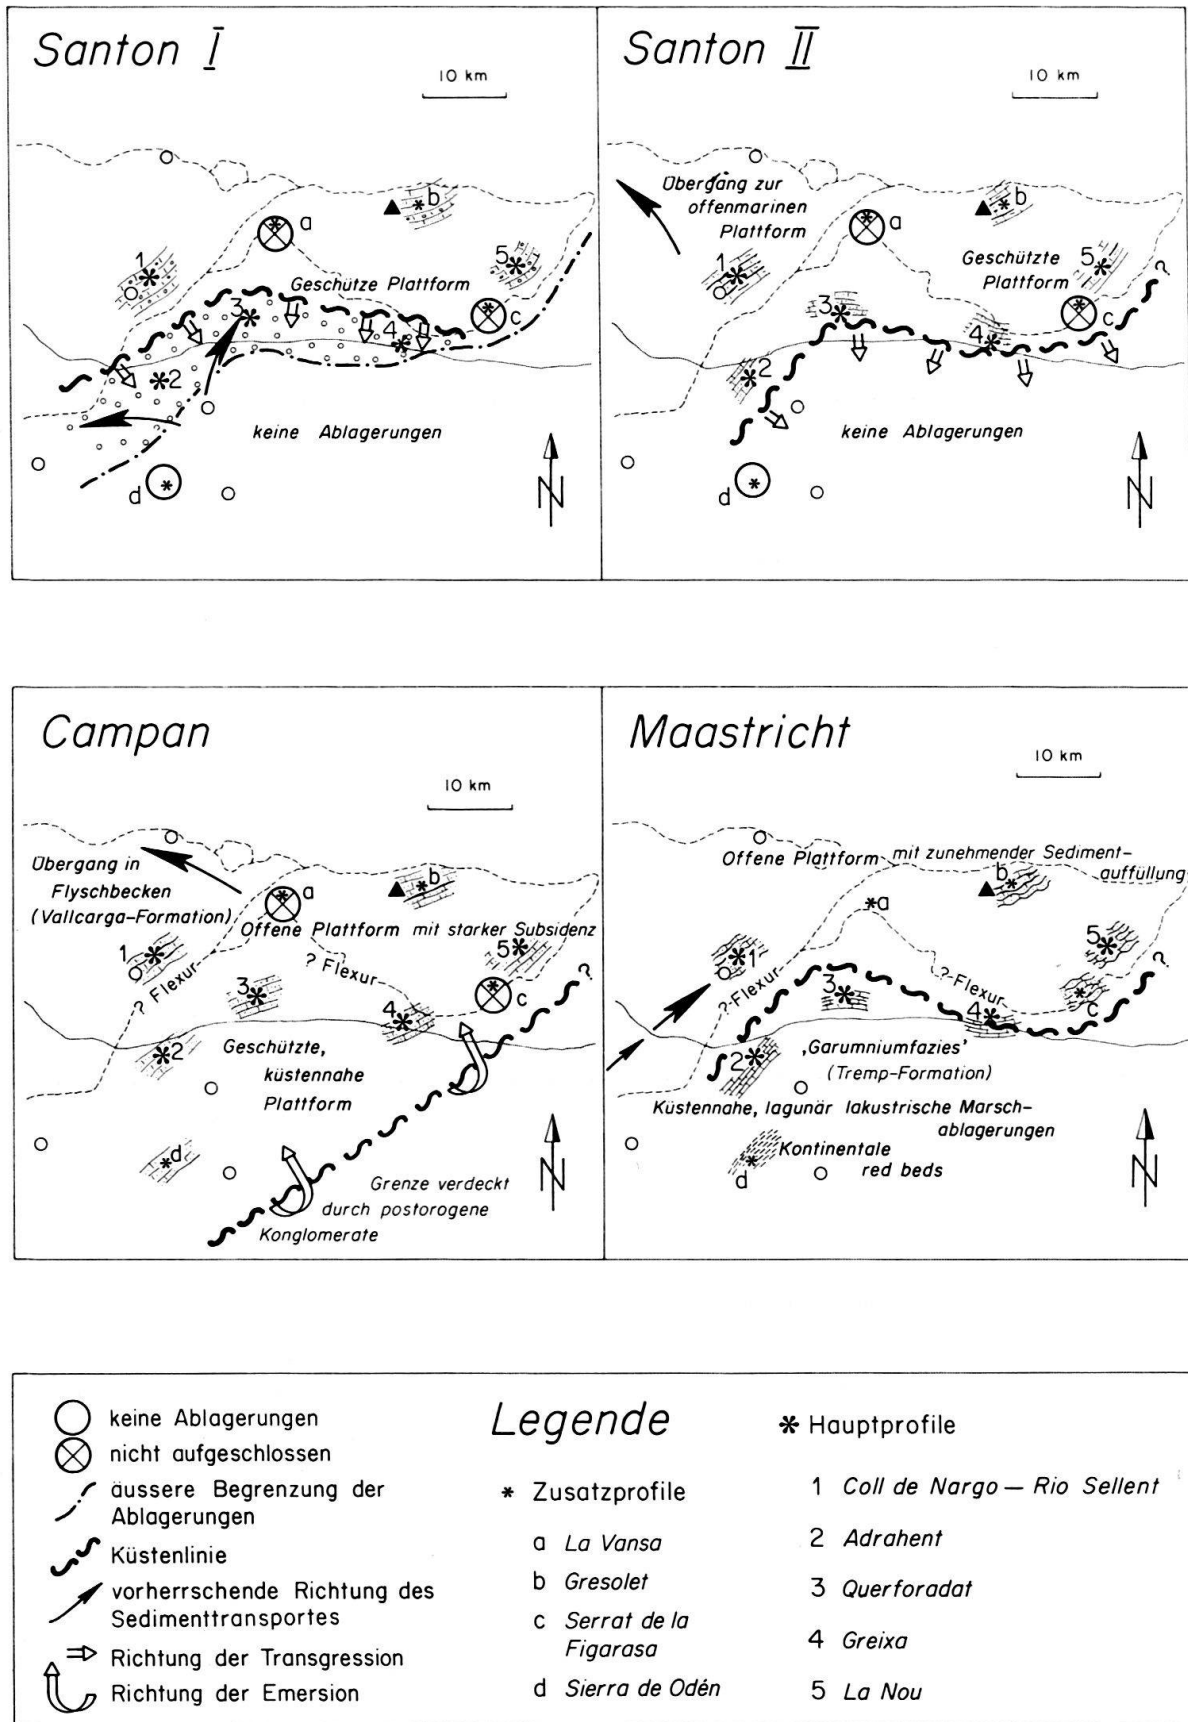 Santon I
10 km
1
a
b
5
Geschütze Plattform
3
4
c
2
keine Ablagerungen
d
N
Santon II
10 km
Übergang zur
offenmarinen
Plattform
1
a
b
Geschützte
Plattform
5
?
3
c
4
2
keine Ablagerungen
d
N
Campan
10 km
Übergang in
Flyschbecken
(Vallcarga-Formation)
a
b
Offene Plattform mit starker Subsidenz
1
5
? Flexur
? Flexur
?
3
c
4
2
Geschützte,
küstennahe
Plattform
d
Grenze verdeckt
durch postorogene
Konglomerate
N
Maastricht
10 km
Offene Plattform mit zunehmender Sediment-
auffüllung
b
a
1
5
?-Flexur
?-Flexur
?
3
c
4
2
‚Garumniumfazies'
(Tremp-Formation)
Küstennahe, lagunär lakustrische Marsch-
ablagerungen
Kontinentale
red beds
d
N
Legende
keine Ablagerungen
nicht aufgeschlossen
äussere Begrenzung der
Ablagerungen
Küstenlinie
vorherrschende Richtung des
Sedimenttransportes
Richtung der Transgression
Richtung der Emersion
* Zusatzprofile
a La Vansa
b Gresolet
c Serrat de la
Figarasa
d Sierra de Odén
* Hauptprofile
1 Coll de Nargo — Rio Sellent
2 Adrahent
3 Querforadat
4 Greixa
5 La Nou